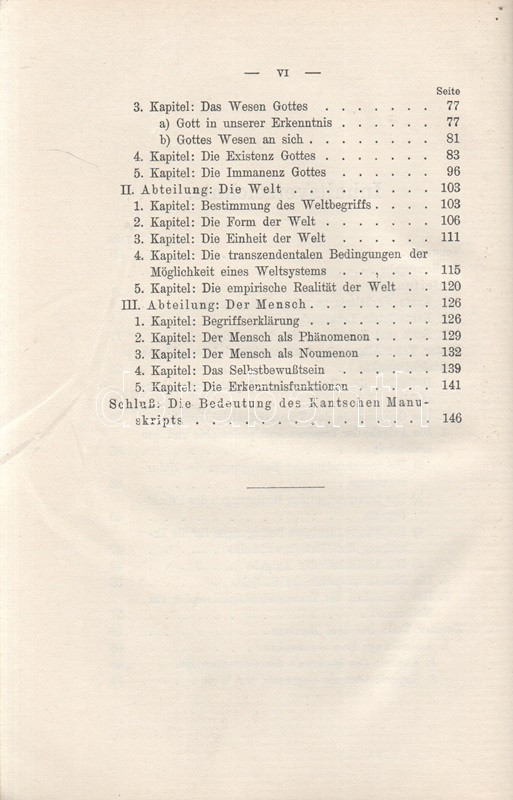 — VI —
Seite
3. Kapitel: Das Wesen Gottes . . . . . . . 77
a) Gott in unserer Erkenntnis . . . . . . 77
b) Gottes Wesen an sich . . . . . . . . 81
4. Kapitel: Die Existenz Gottes . . . . . . . 83
5. Kapitel: Die Immanenz Gottes . . . . . . 96
II. Abteilung: Die Welt . . . . . . . . . 103
1. Kapitel: Bestimmung des Weltbegriffs . . . . 103
2. Kapitel: Die Form der Welt . . . . . . . 106
3. Kapitel: Die Einheit der Welt . . . . . . 111
4. Kapitel: Die transzendentalen Bedingungen der
Möglichkeit eines Weltsystems . . . . . . 115
5. Kapitel: Die empirische Realität der Welt . . 120
III. Abteilung: Der Mensch . . . . . . . . 126
1. Kapitel: Begriffserklärung . . . . . . . . 126
2. Kapitel: Der Mensch als Phänomenon . . . . 129
3. Kapitel: Der Mensch als Noumenon . . . . 132
4. Kapitel: Das Selbstbewußtsein . . . . . . 139
5. Kapitel: Die Erkenntnisfunktionen . . . . . 141
Schluß. Die Bedeutung des Kantschen Manu-
skripts . . . . . . . . . . . . . . . 146